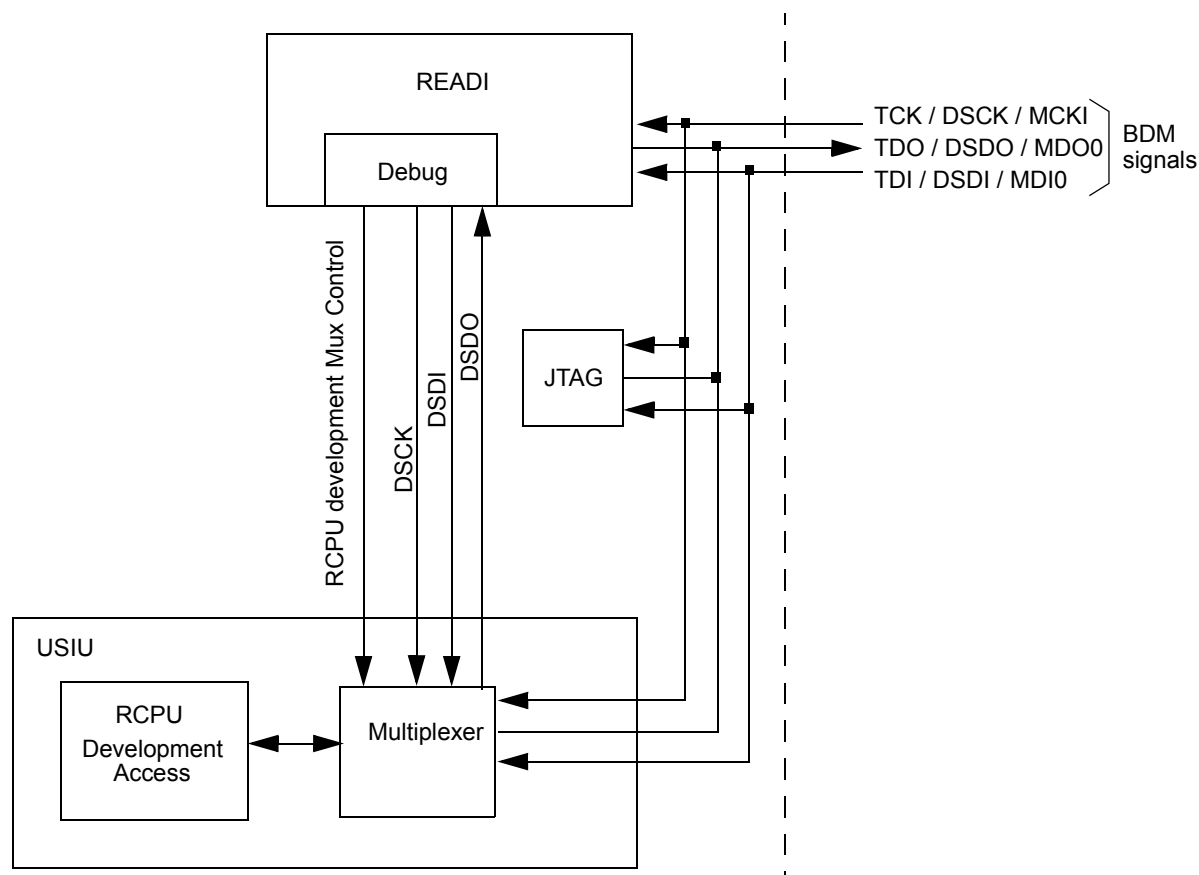 READI
Debug
TCK / DSCK / MCKI
TDO / DSDO / MDO0
TDI / DSDI / MDI0
BDM
signals
RCPU development Mux Control
DSCK
DSDI
DSDO
JTAG
USIU
RCPU
Development
Access
Multiplexer